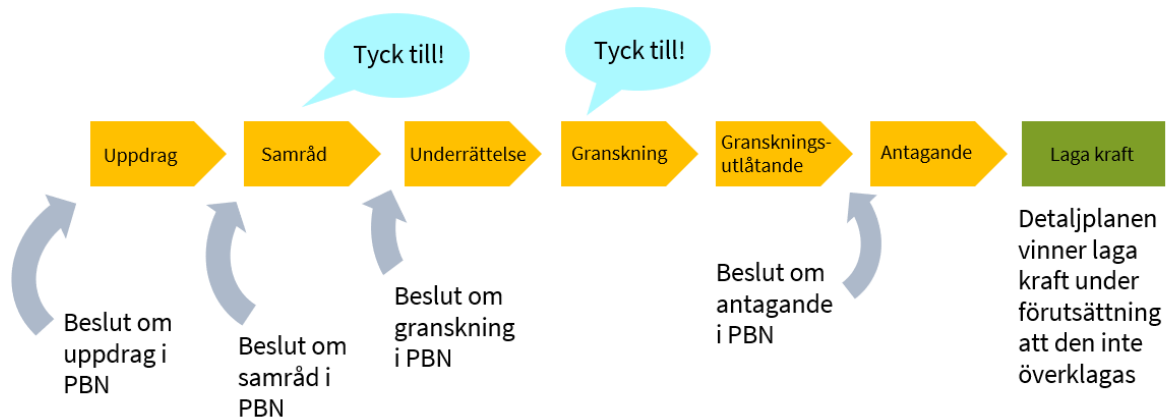 Tyck till!
Tyck till!
Uppdrag
Samråd
Underrättelse
Granskning
Gransknings-
utlåtande
Antagande
Laga kraft
Beslut om
uppdrag i
PBN
Beslut om
samråd i
PBN
Beslut om
granskning
i PBN
Beslut om
antagande
i PBN
Detaljplanen
vinner laga
kraft under
förutsättning
att den inte
överklagas